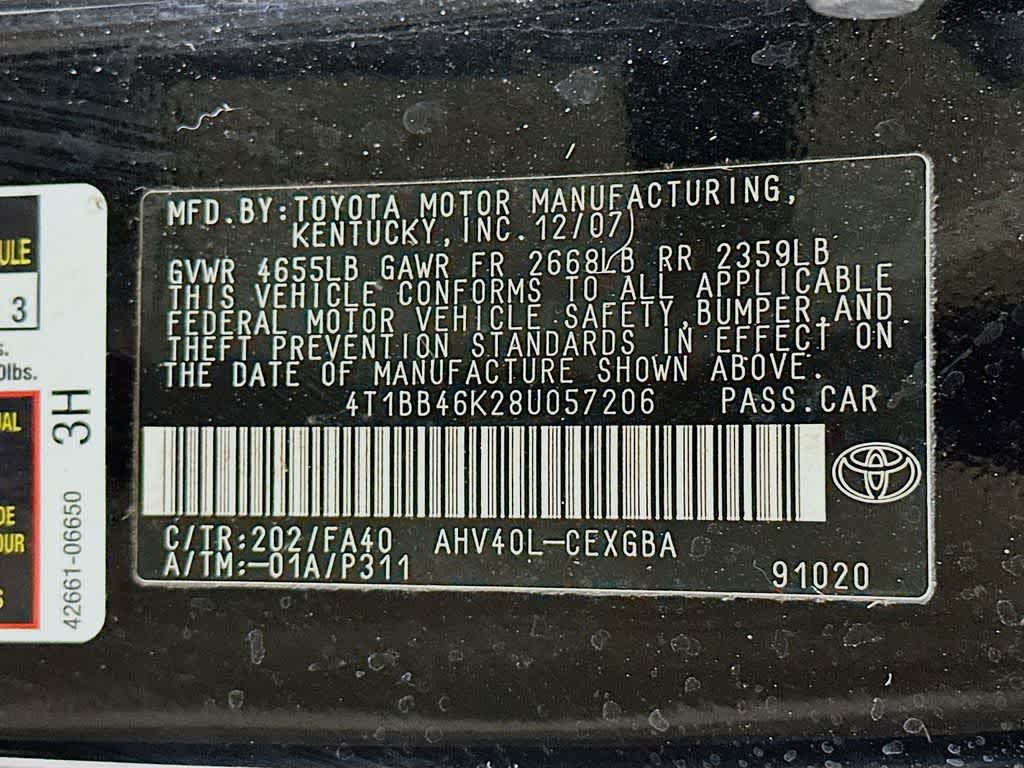 MFD.BY:TOYOTA MOTOR MANUFACTURING,
KENTUCKY, INC. 12/07
GVWR 4655LB GAWR FR 2668LB RR 2359LB
THIS VEHICLE CONFORMS TO ALL APPLICABLE
FEDERAL MOTOR VEHICLE SAFETY, BUMPER, AND
THEFT PREVENTION STANDARDS IN EFFECT ON
THE DATE OF MANUFACTURE SHOWN ABOVE.
4T1BB46K28U057206 PASS.CAR
C/TR:202/FA40 AHV40L-CEXGBA
A/TM:-01A/P311
91020
3
0lbs.
3H
42661-06650